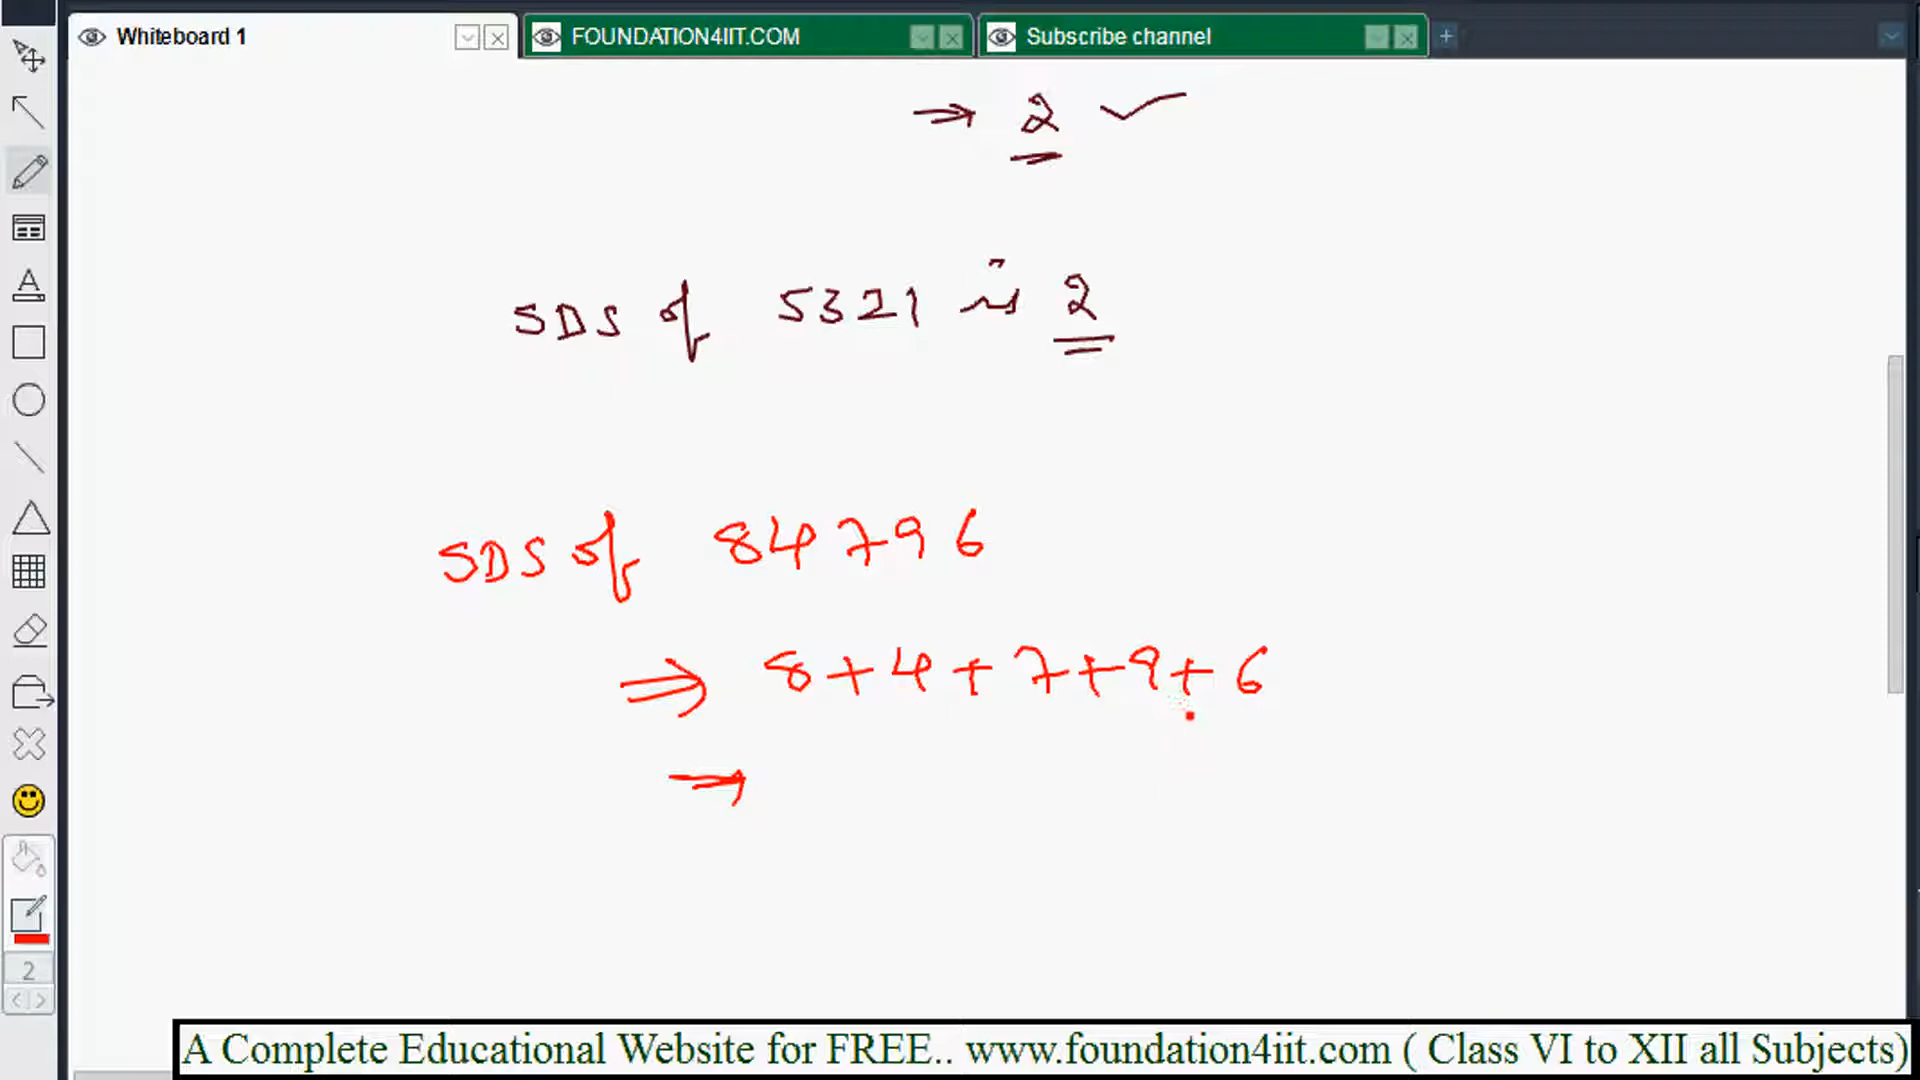 Whiteboard 1 FOUNDATION4IIT.COM Subscribe channel +
⇒ 2 ✓
SDS of 5321 is 2
SDS of 84796
⇒ 8+4+7+9+6
⇒
A
2
A Complete Educational Website for FREE.. www.foundation4iit.com ( Class VI to XII all Subjects)